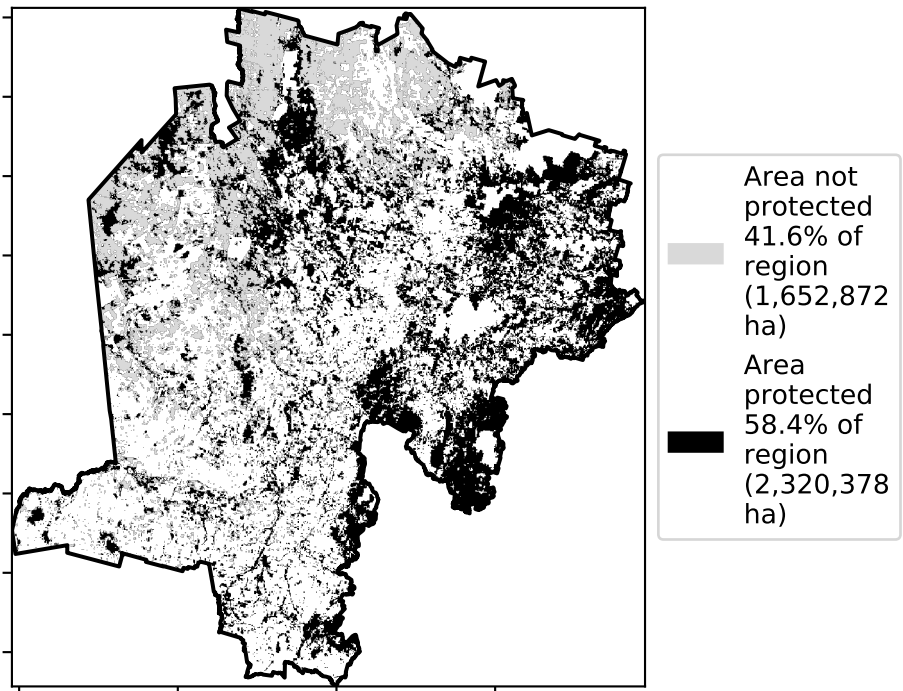 Area not
protected
41.6% of
region
(1,652,872
ha)
Area
protected
58.4% of
region
(2,320,378
ha)